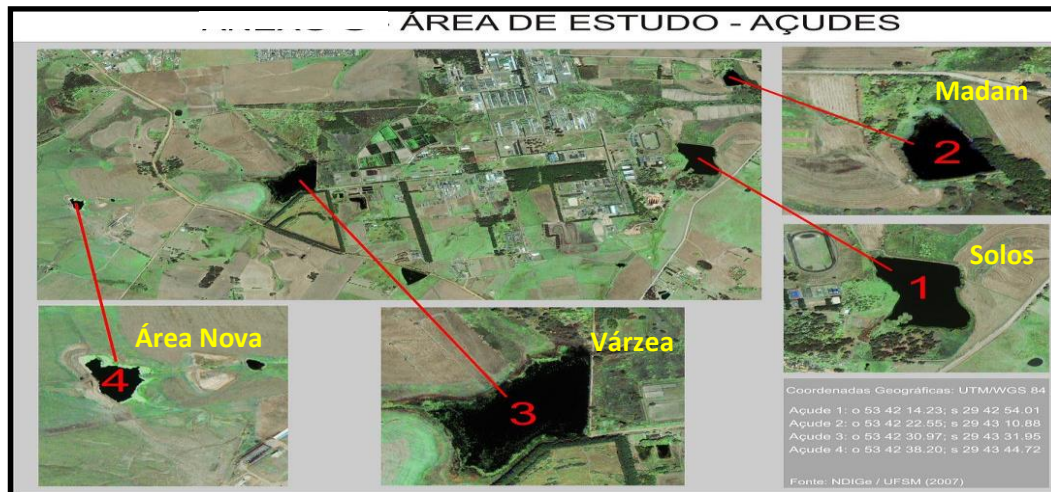 ÁREA DE ESTUDO - AÇUDES
Madam
2
Solos
1
Área Nova
4
Várzea
3
Coordenadas Geográficas: UTM/WGS 84
Açude 1: o 53 42 14.23; s 29 42 54.01
Açude 2: o 53 42 22.55; s 29 43 10.88
Açude 3: o 53 42 30.97; s 29 43 31.95
Açude 4: o 53 42 38.20; s 29 43 44.72
Fonte: NDIGe / UFSM (2007)